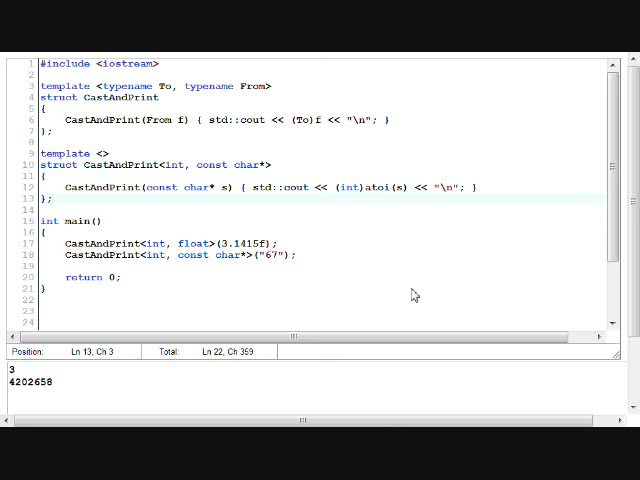 1 #include <iostream>
2
3 template <typename To, typename From>
4 struct CastAndPrint
5 {
6 CastAndPrint(From f) { std::cout << (To)f << "\n"; }
7 };
8
9 template <>
10 struct CastAndPrint<int, const char*>
11 {
12 CastAndPrint(const char* s) { std::cout << (int)atoi(s) << "\n"; }
13 };
14
15 int main()
16 {
17 CastAndPrint<int, float>(3.1415f);
18 CastAndPrint<int, const char*>("67");
19
20 return 0;
21 }
22
23
24
Position: Ln 13, Ch 3 Total: Ln 22, Ch 359
3
4202658